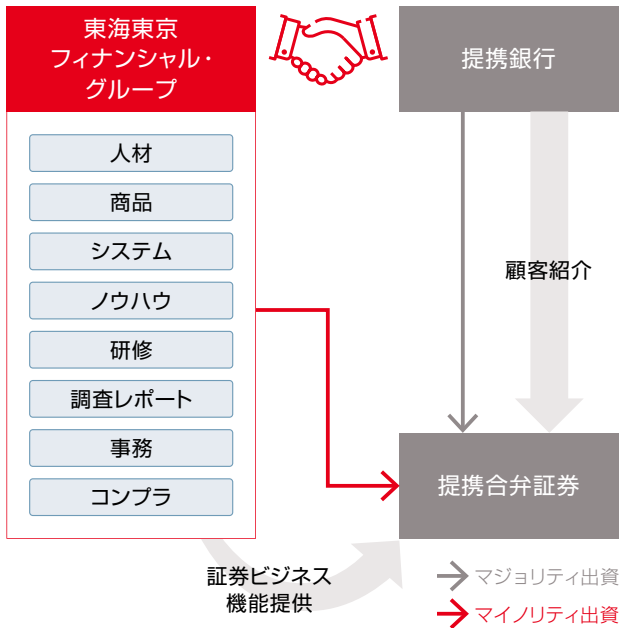 東海東京
フィナンシャル・
グループ
提携銀行
人材
商品
システム
ノウハウ
研修
調査レポート
事務
コンプラ
顧客紹介
提携合弁証券
証券ビジネス
機能提供
マジョリティ出資
マイノリティ出資